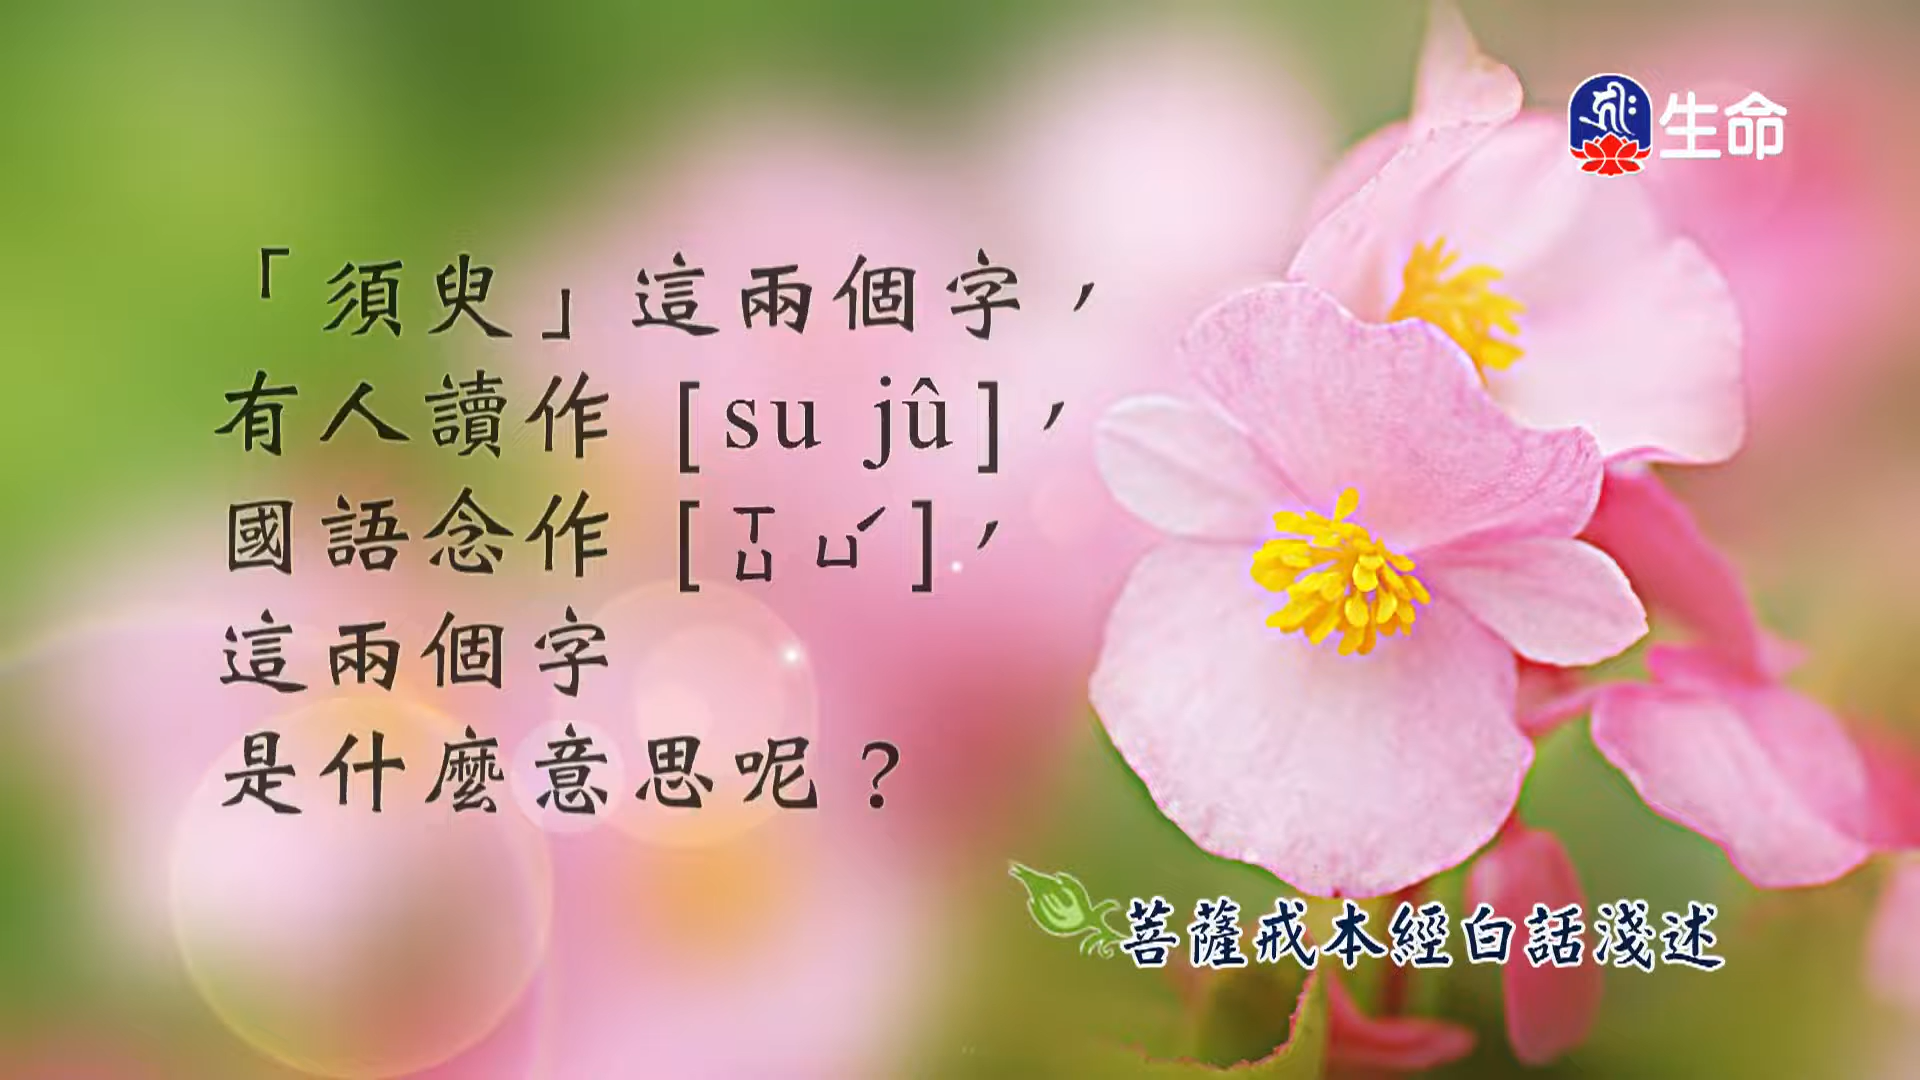 生命
「須臾」這兩個字，
有人讀作 [su jû]，
國語念作 [ㄒㄩ ㄩˊ]，
這兩個字
是什麼意思呢？
菩薩戒本經白話淺述